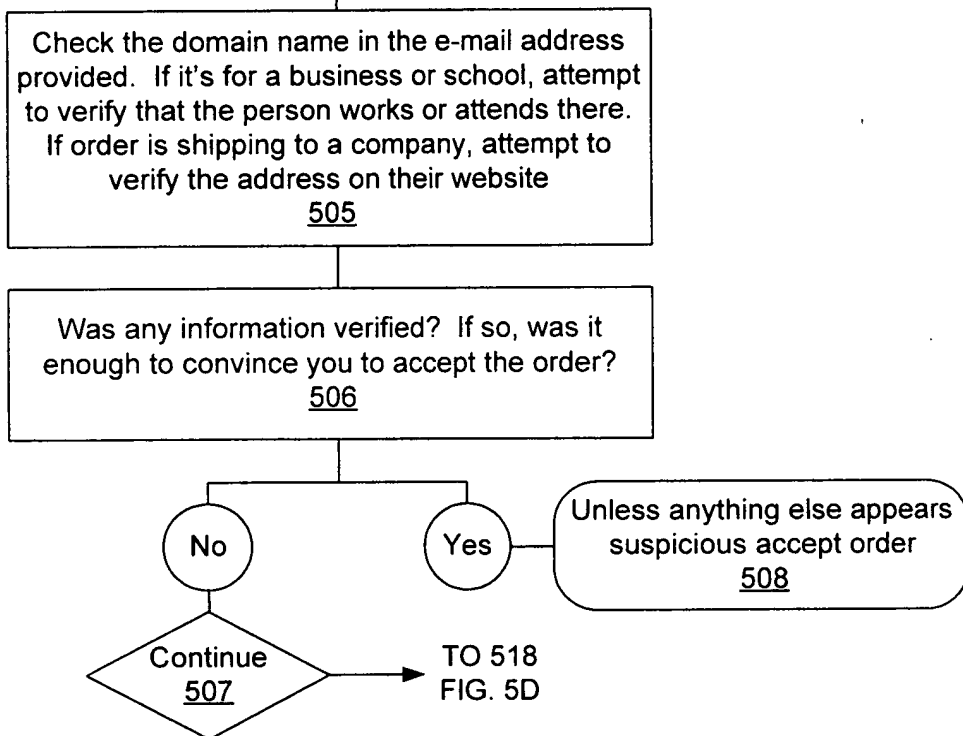 Check the domain name in the e-mail address
provided. If it's for a business or school, attempt
to verify that the person works or attends there.
If order is shipping to a company, attempt to
verify the address on their website
505
Was any information verified? If so, was it
enough to convince you to accept the order?
506
No
Yes
Unless anything else appears
suspicious accept order
508
Continue
507
TO 518
FIG. 5D